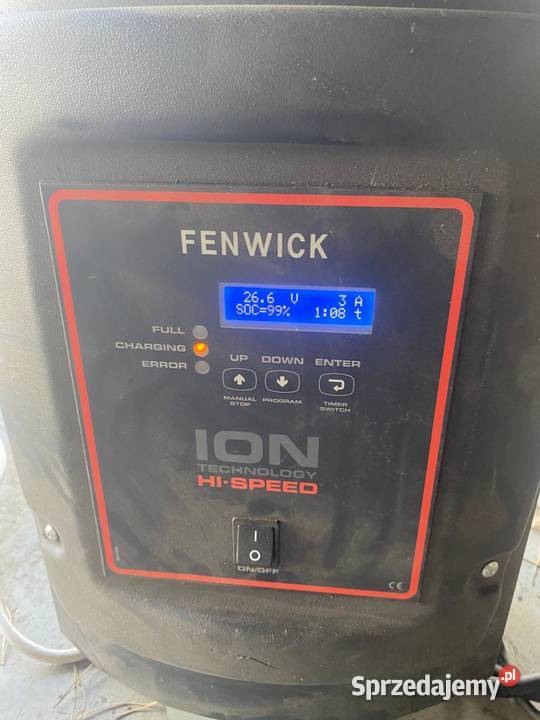 FENWICK
26.6 V 3 A
SOC=99% 1:08 t
FULL
CHARGING
ERROR
UP DOWN ENTER
MANUAL STOP
PROGRAM
TIMER SWITCH
ION
TECHNOLOGY
HI-SPEED
I
O
ON/OFF
CE
Sprzedajemy.pl